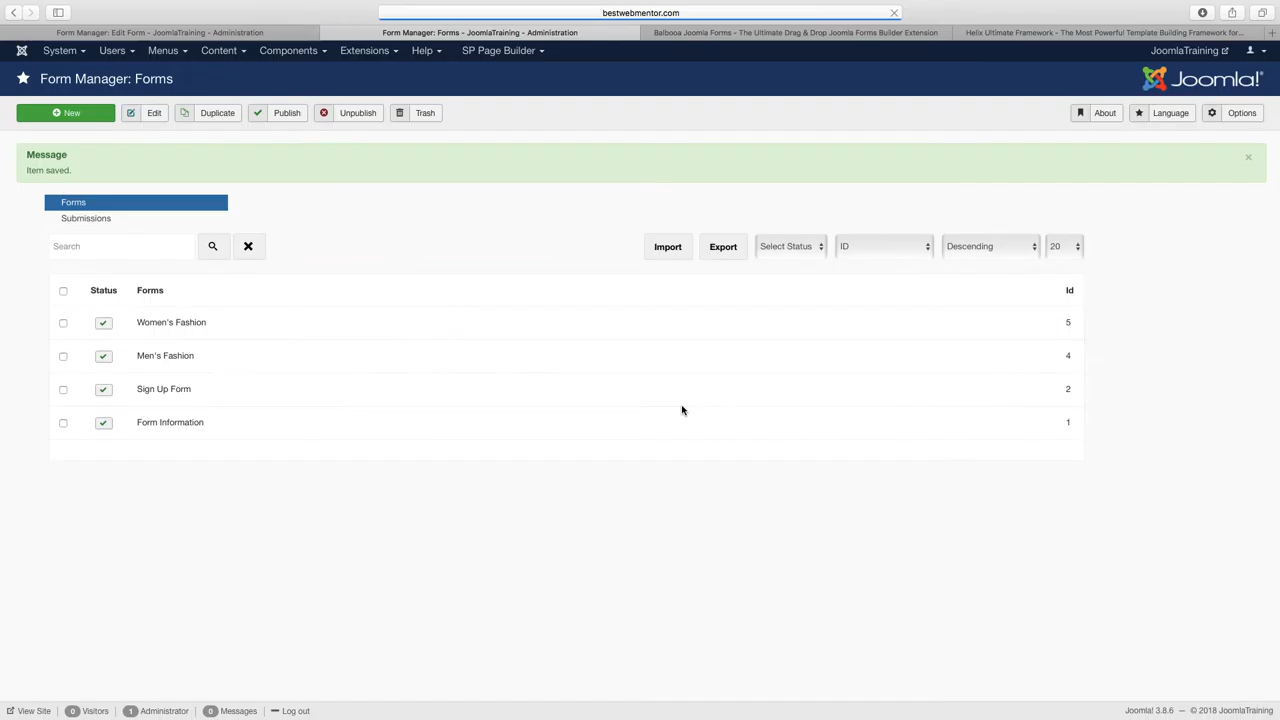 bestwebmentor.com
Form Manager: Edit Form - JoomlaTraining - Administration
Form Manager: Forms - JoomlaTraining - Administration
Balbooa Joomla Forms - The Ultimate Drag & Drop Joomla Forms Builder Extension
Helix Ultimate Framework - The Most Powerful Template Building Framework for...
System Users Menus Content Components Extensions Help SP Page Builder JoomlaTraining
Form Manager: Forms
Joomla!
New Edit Duplicate Publish Unpublish Trash About Language Options
Message
Item saved.
Forms
Submissions
Search Import Export Select Status ID Descending 20
Status Forms Id
Women's Fashion 5
Men's Fashion 4
Sign Up Form 2
Form Information 1
View Site 0 Visitors 1 Administrator 0 Messages Log out Joomla! 3.8.6 — © 2018 JoomlaTraining